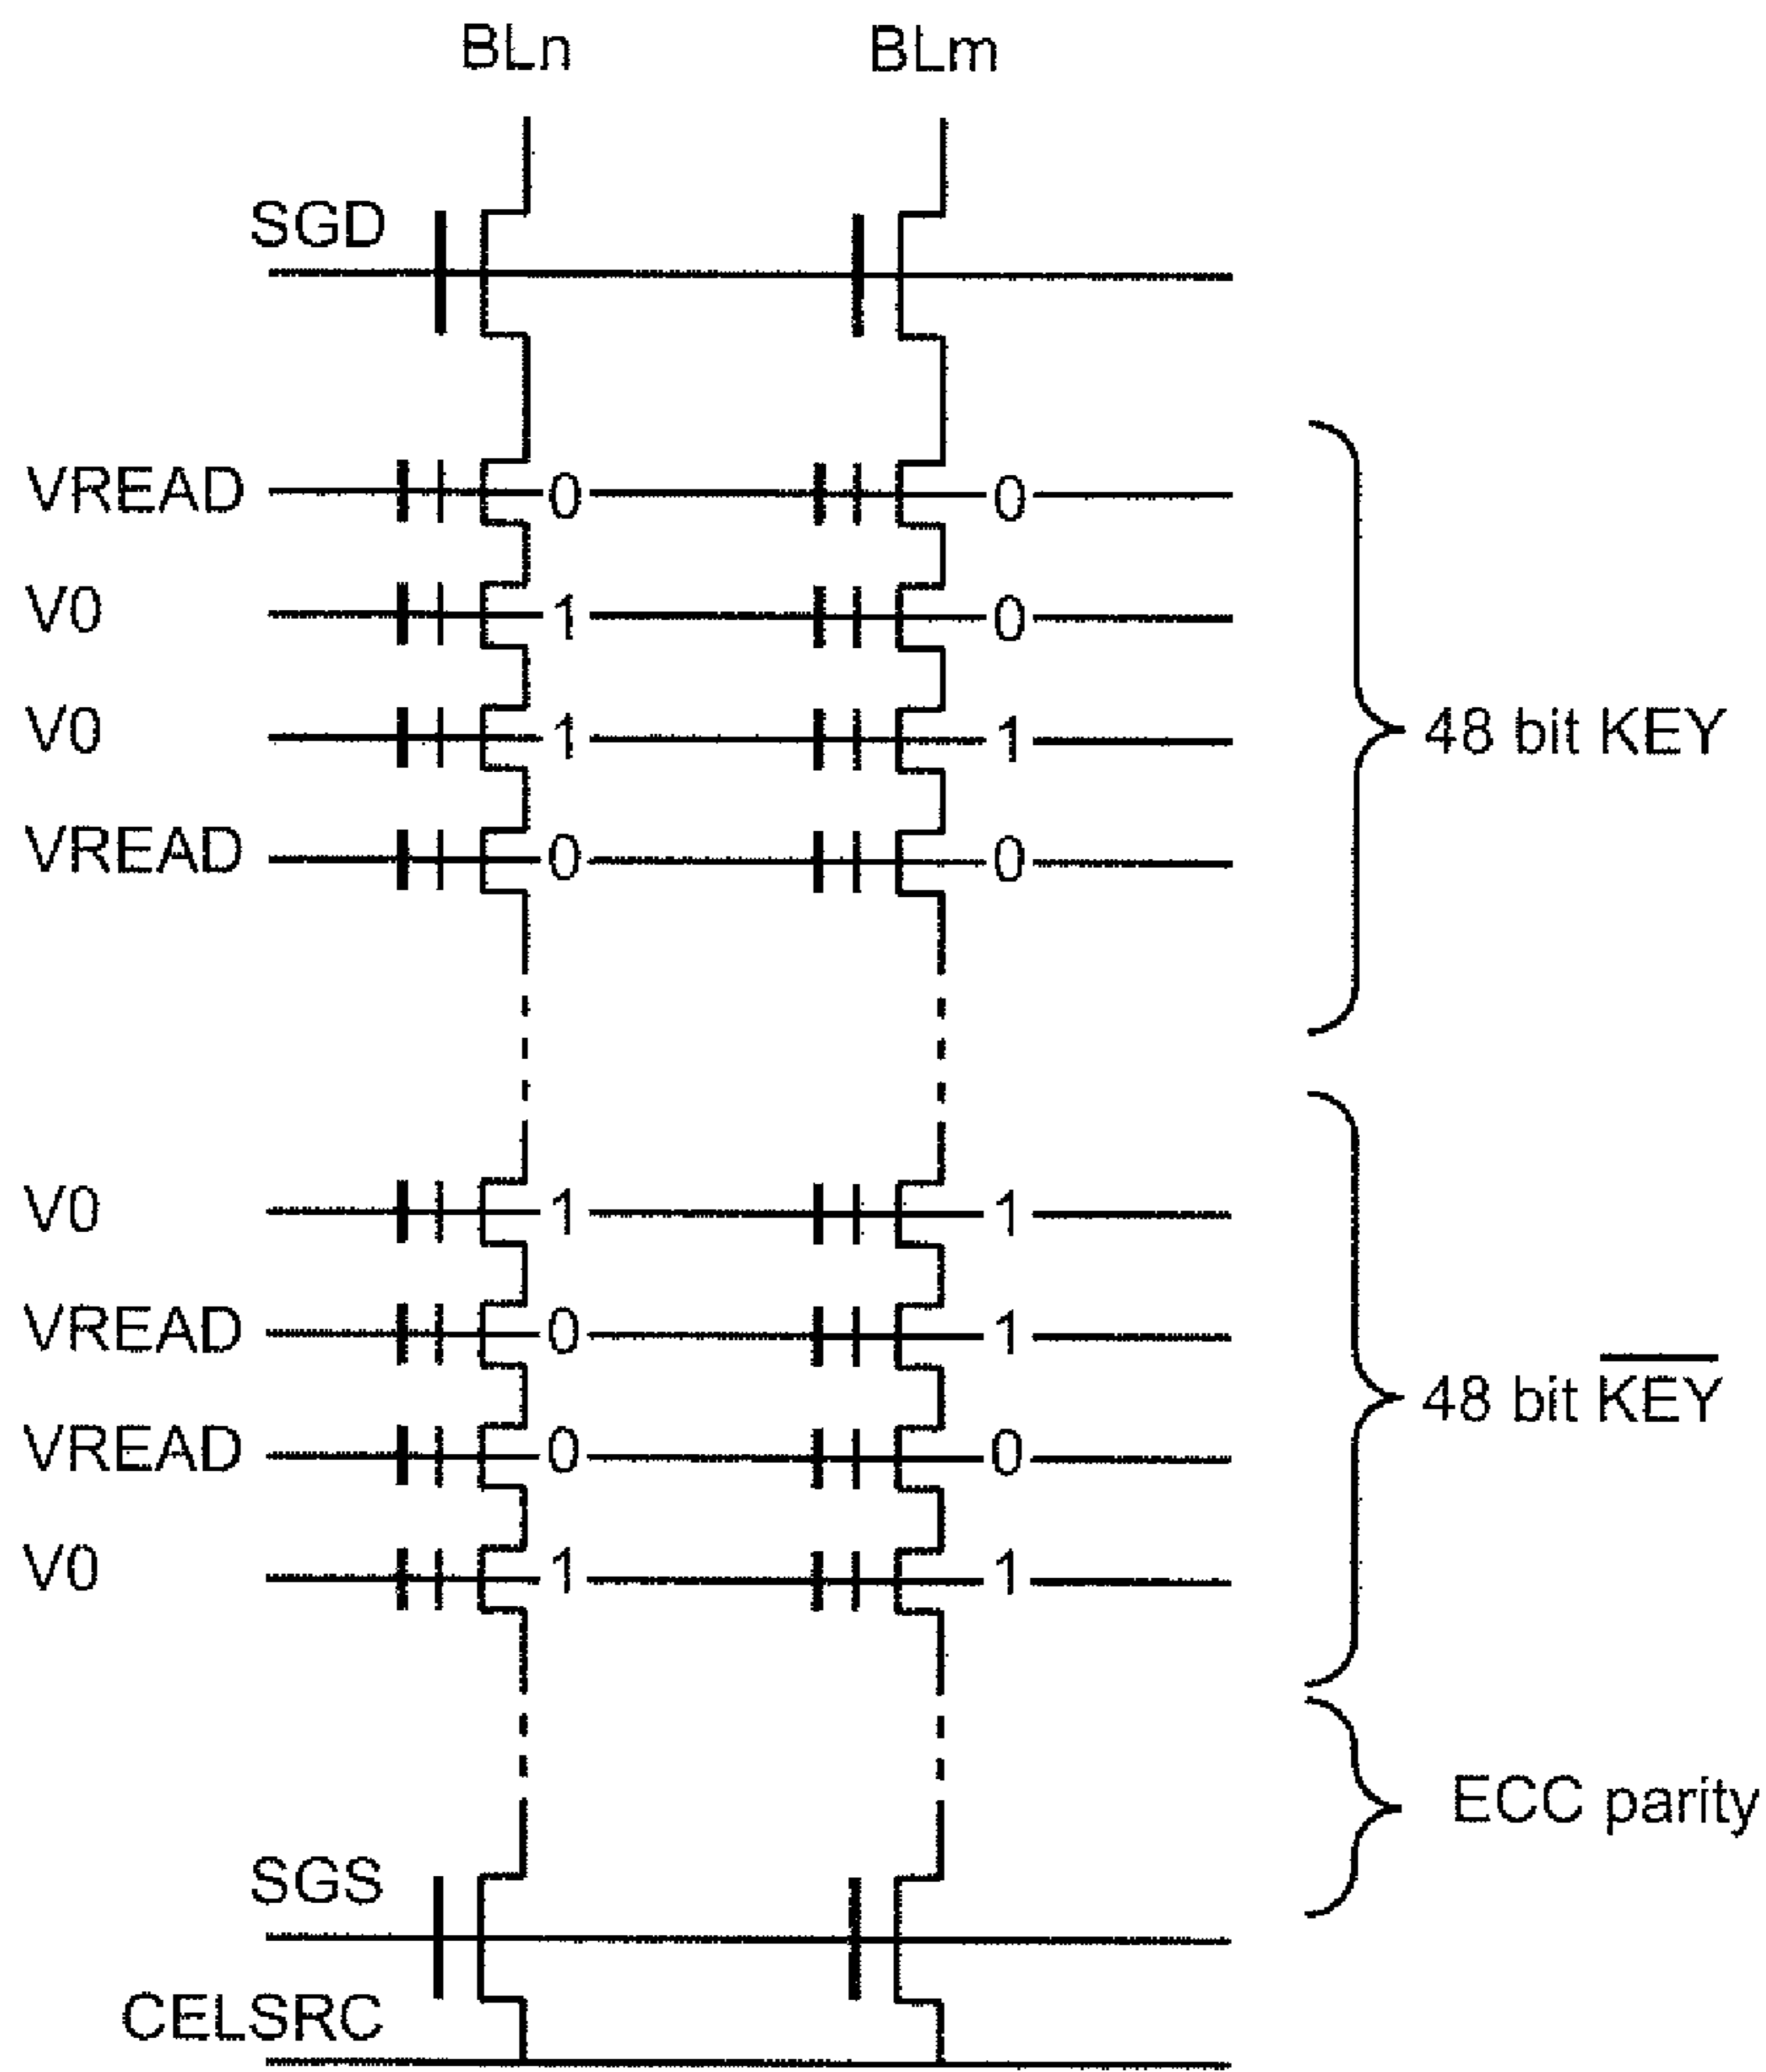 BLn BLm
SGD
VREAD 0 0
V0 1 0
V0 1 1
VREAD 0 0
48 bit KEY
V0 1 1
VREAD 0 1
VREAD 0 0
V0 1 1
48 bit K̅E̅Y̅
ECC parity
SGS
CELSRC